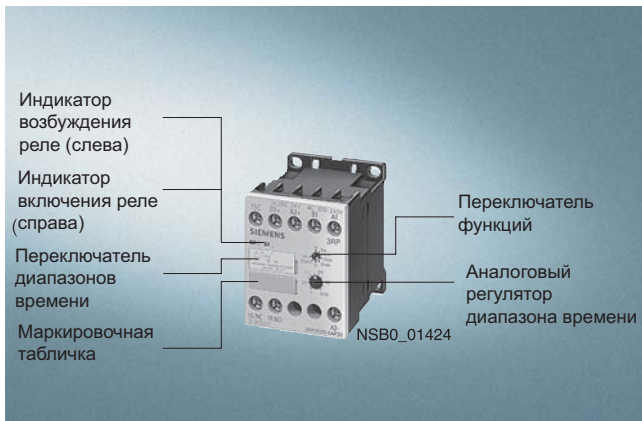 Индикатор
возбуждения
реле (слева)
Индикатор
включения реле
(справа)
Переключатель
диапазонов
времени
Маркировочная
табличка
SIEMENS
3RP
Переключатель
функций
Аналоговый
регулятор
диапазона времени
NSB0_01424